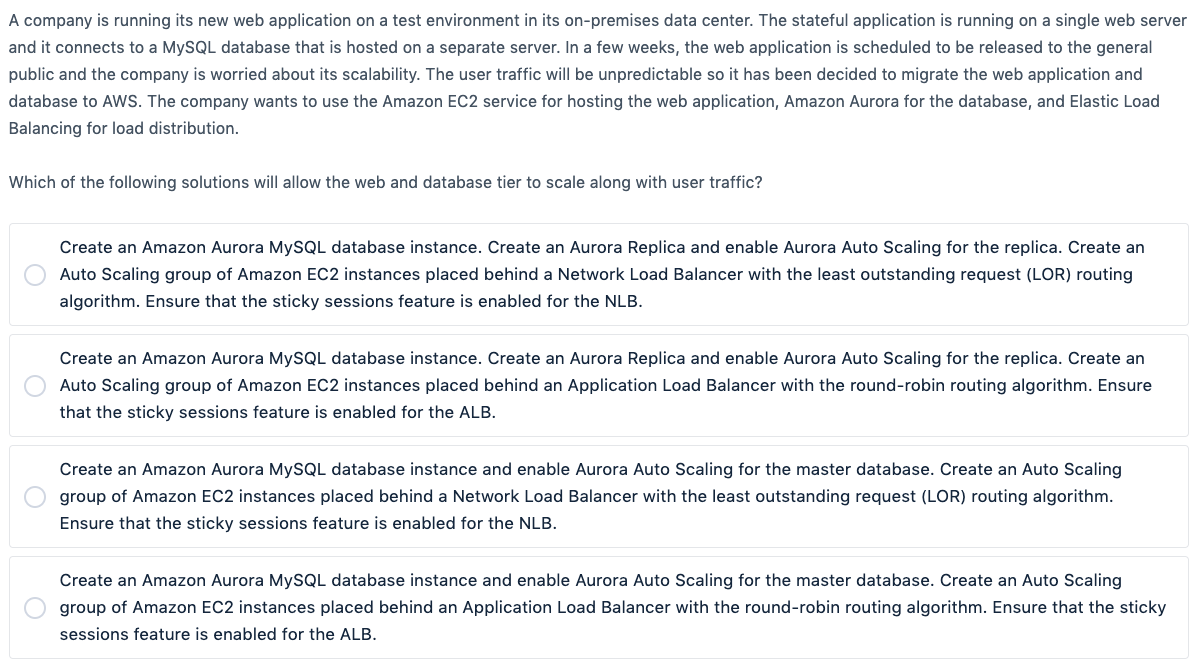 A company is running its new web application on a test environment in its on-premises data center. The stateful application is running on a single web server
and it connects to a MySQL database that is hosted on a separate server. In a few weeks, the web application is scheduled to be released to the general
public and the company is worried about its scalability. The user traffic will be unpredictable so it has been decided to migrate the web application and
database to AWS. The company wants to use the Amazon EC2 service for hosting the web application, Amazon Aurora for the database, and Elastic Load
Balancing for load distribution.
Which of the following solutions will allow the web and database tier to scale along with user traffic?
Create an Amazon Aurora MySQL database instance. Create an Aurora Replica and enable Aurora Auto Scaling for the replica. Create an
Auto Scaling group of Amazon EC2 instances placed behind a Network Load Balancer with the least outstanding request (LOR) routing
algorithm. Ensure that the sticky sessions feature is enabled for the NLB.
Create an Amazon Aurora MySQL database instance. Create an Aurora Replica and enable Aurora Auto Scaling for the replica. Create an
Auto Scaling group of Amazon EC2 instances placed behind an Application Load Balancer with the round-robin routing algorithm. Ensure
that the sticky sessions feature is enabled for the ALB.
Create an Amazon Aurora MySQL database instance and enable Aurora Auto Scaling for the master database. Create an Auto Scaling
group of Amazon EC2 instances placed behind a Network Load Balancer with the least outstanding request (LOR) routing algorithm.
Ensure that the sticky sessions feature is enabled for the NLB.
Create an Amazon Aurora MySQL database instance and enable Aurora Auto Scaling for the master database. Create an Auto Scaling
group of Amazon EC2 instances placed behind an Application Load Balancer with the round-robin routing algorithm. Ensure that the sticky
sessions feature is enabled for the ALB.